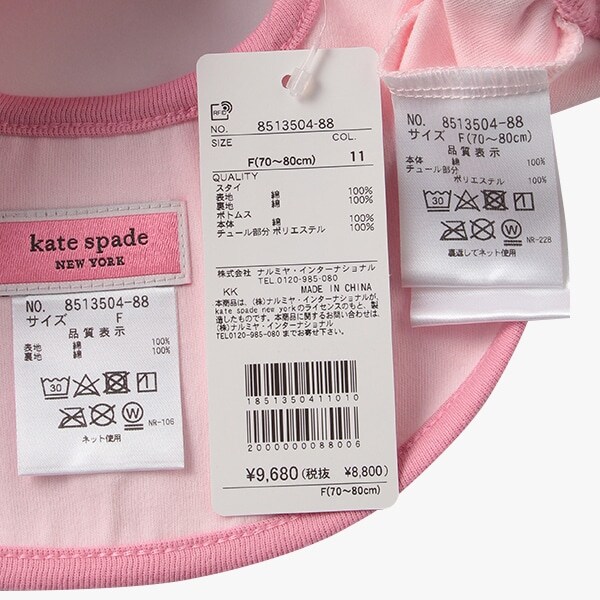 RFID
NO. 8513504-88
SIZE COL.
F(70〜80cm) 11
QUALITY
スタイ
表地 綿 100%
裏地 綿 100%
ボトムス
本体 綿 100%
チュール部分 ポリエステル 100%
株式会社 ナルミヤ・インターナショナル
TEL.0120-985-080
KK MADE IN CHINA
本商品は、(株)ナルミヤ・インターナショナルが、
kate spade new yorkのライセンスのもと、製
造したものです。本商品に関するお問い合わせは、
(株)ナルミヤ・インターナショナル
TEL0120-985-080 までお寄せ下さい。
1851350411010
2000000088006
¥9,680(税抜 ¥8,800)
F(70〜80cm)
NO. 8513504-88
サイズ F(70〜80cm)
品質表示
本体 綿 100%
チュール部分
ポリエステル 100%
30
W
裏返してネット使用
NR-228
kate spade
NEW YORK
NO. 8513504-88
サイズ F
品質表示
表地 綿 100%
裏地 綿 100%
30
W
NR-106
ネット使用